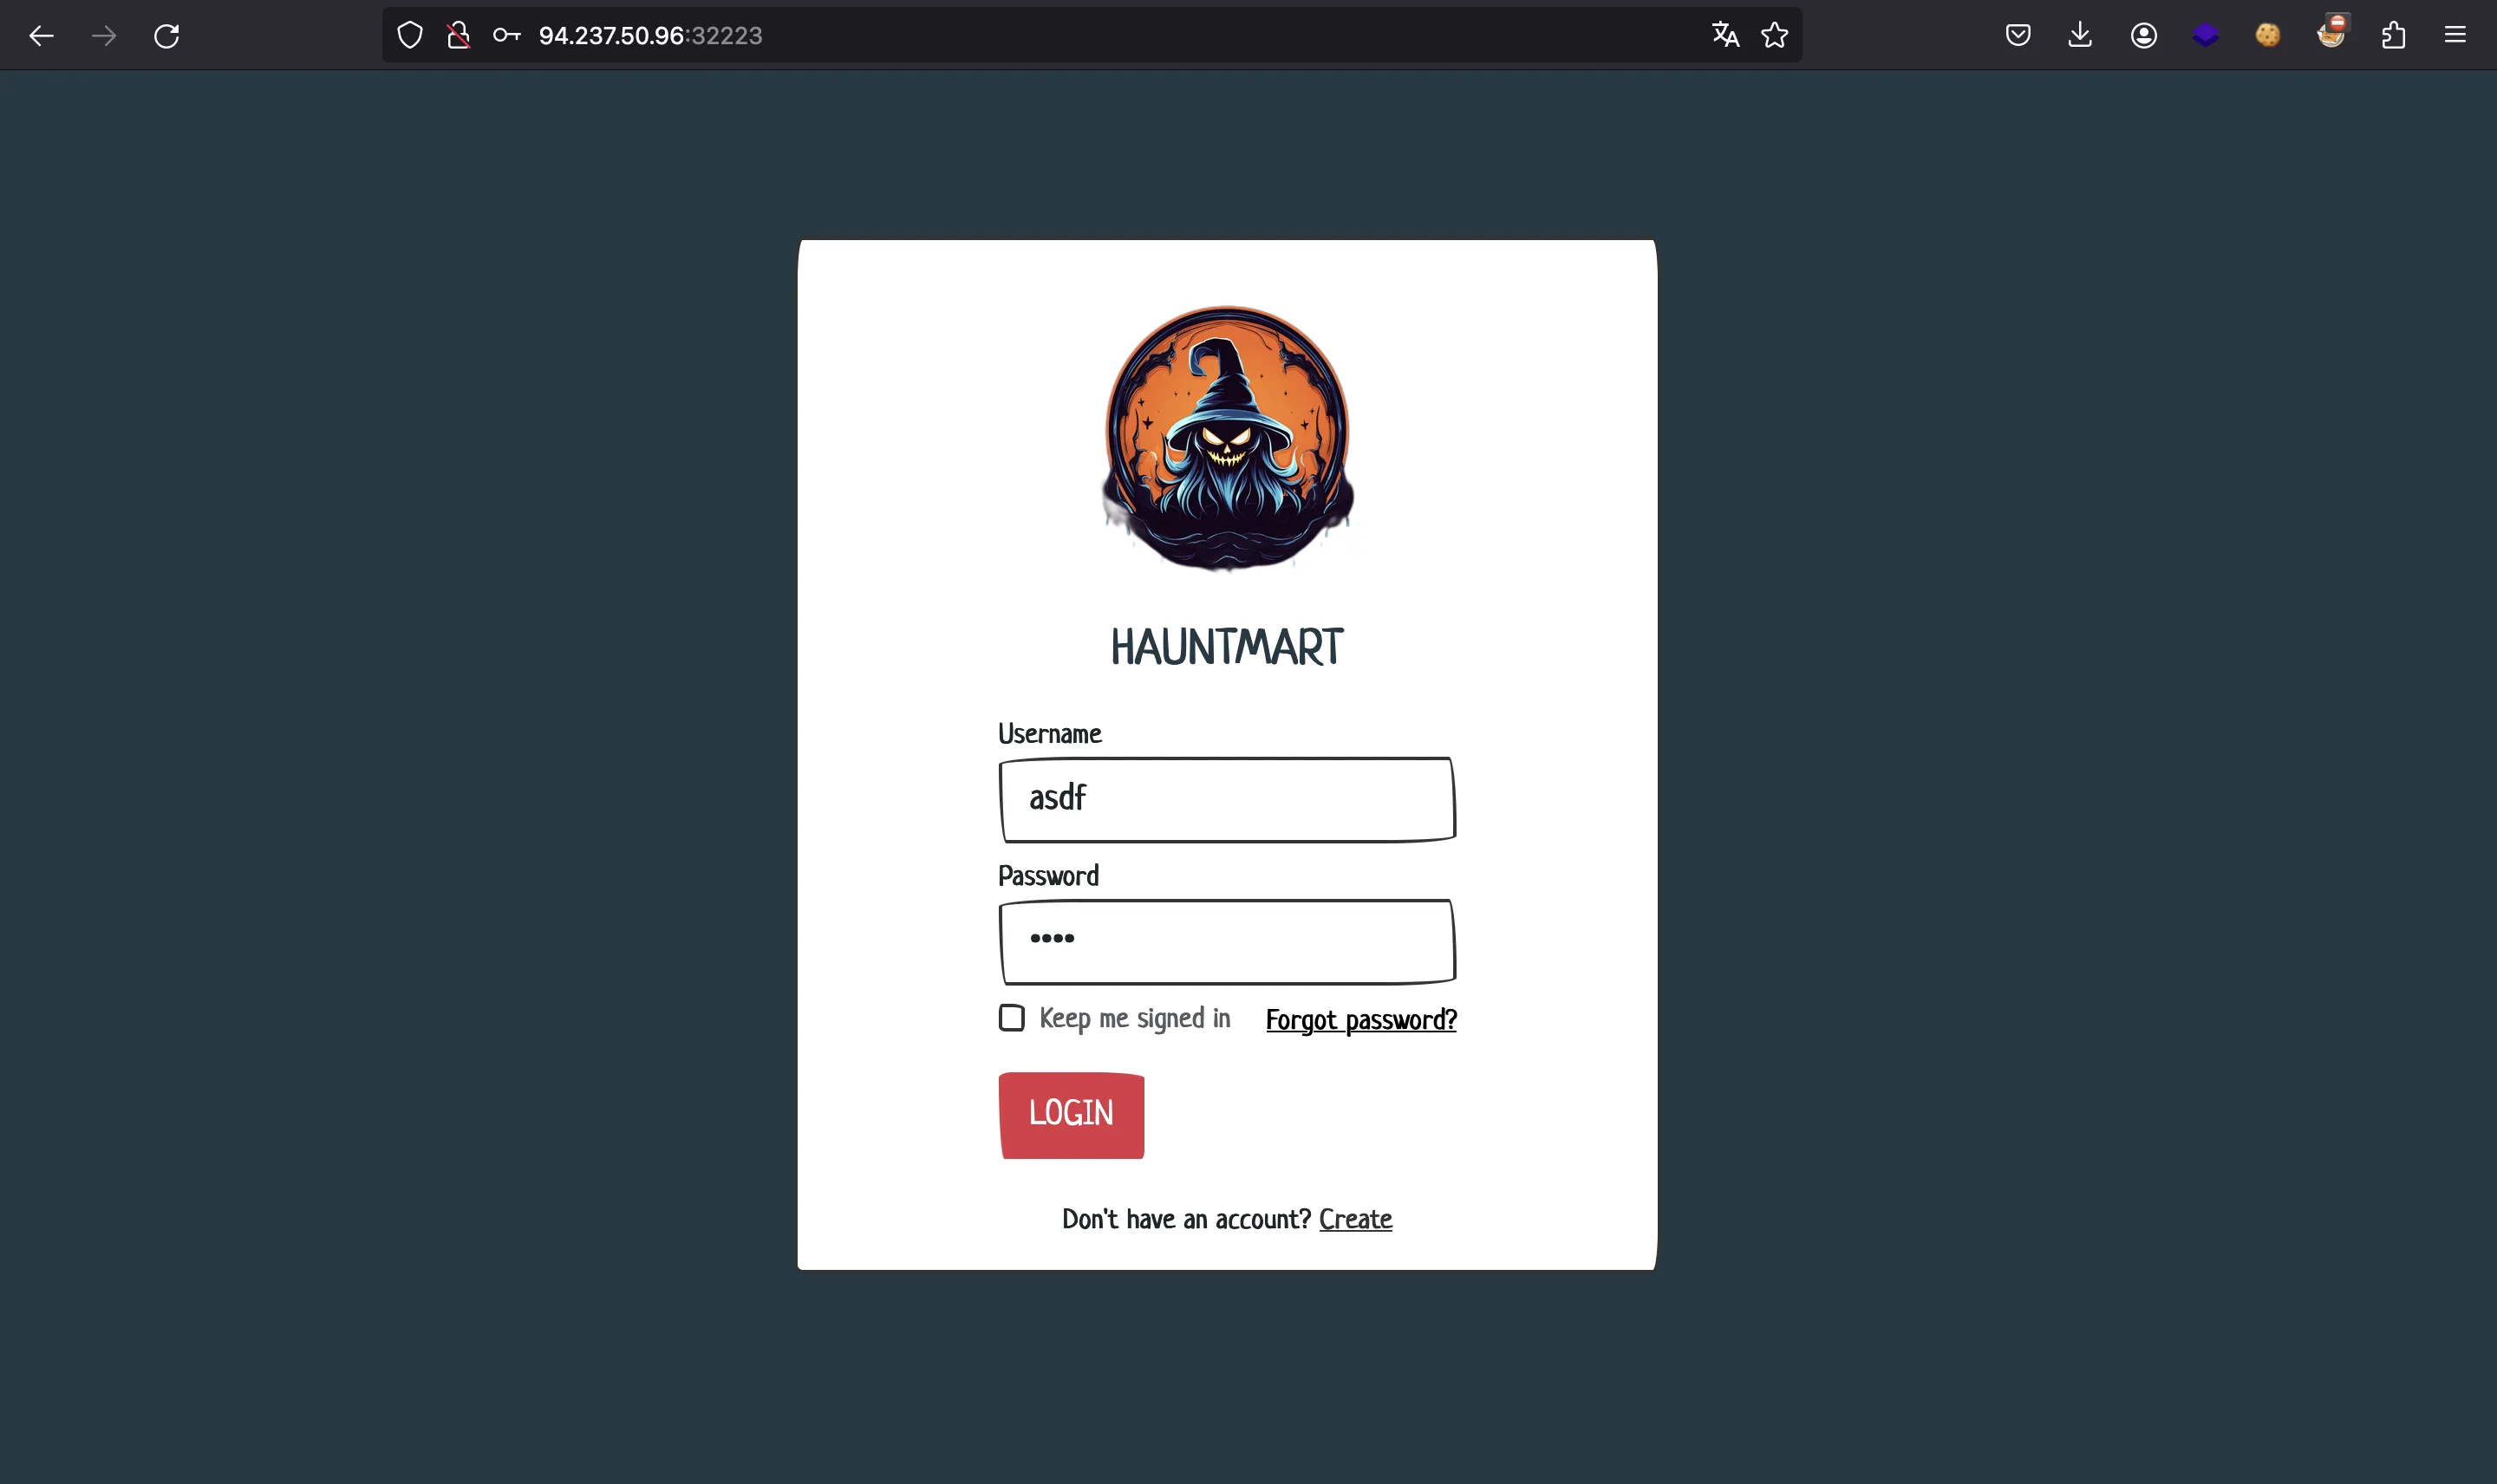 94.237.50.96:32223
HAUNTMART
Username
asdf
Password
••••
Keep me signed in Forgot password?
LOGIN
Don't have an account? Create